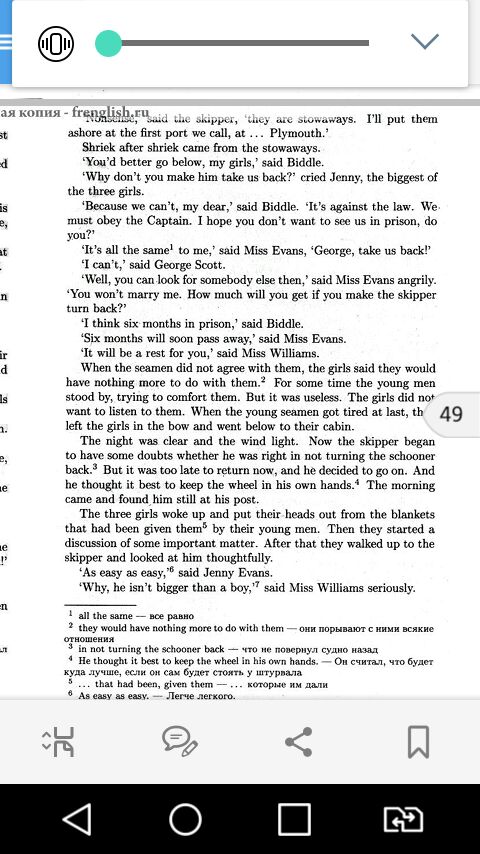 ая копия - frenglish.ru
'Nonsense,' said the skipper, 'they are stowaways. I'll put them
ashore at the first port we call, at ... Plymouth.'
Shriek after shriek came from the stowaways.
'You'd better go below, my girls,' said Biddle.
'Why don't you make him take us back?' cried Jenny, the biggest of
the three girls.
'Because we can't, my dear,' said Biddle. 'It's against the law. We
must obey the Captain. I hope you don't want to see us in prison, do
you?'
'It's all the same¹ to me,' said Miss Evans, 'George, take us back!'
'I can't,' said George Scott.
'Well, you can look for somebody else then,' said Miss Evans angrily.
'You won't marry me. How much will you get if you make the skipper
turn back?'
'I think six months in prison,' said Biddle.
'Six months will soon pass away,' said Miss Evans.
'It will be a rest for you,' said Miss Williams.
When the seamen did not agree with them, the girls said they would
have nothing more to do with them.² For some time the young men
stood by, trying to comfort them. But it was useless. The girls did not
want to listen to them. When the young seamen got tired at last, th
left the girls in the bow and went below to their cabin.
49
The night was clear and the wind light. Now the skipper began
to have some doubts whether he was right in not turning the schooner
back.³ But it was too late to return now, and he decided to go on. And
he thought it best to keep the wheel in his own hands.⁴ The morning
came and found him still at his post.
The three girls woke up and put their heads out from the blankets
that had been given them⁵ by their young men. Then they started a
discussion of some important matter. After that they walked up to the
skipper and looked at him thoughtfully.
'As easy as easy,'⁶ said Jenny Evans.
'Why, he isn't bigger than a boy,'⁷ said Miss Williams seriously.
¹ all the same — все равно
² they would have nothing more to do with them — они порывают с ними всякие
отношения
³ in not turning the schooner back — что не повернул судно назад
⁴ He thought it best to keep the wheel in his own hands. — Он считал, что будет
куда лучше, если он сам будет стоять у штурвала
⁵ ... that had been, given them — ... которые им дали
⁶ As easy as easy. — Легче легкого.